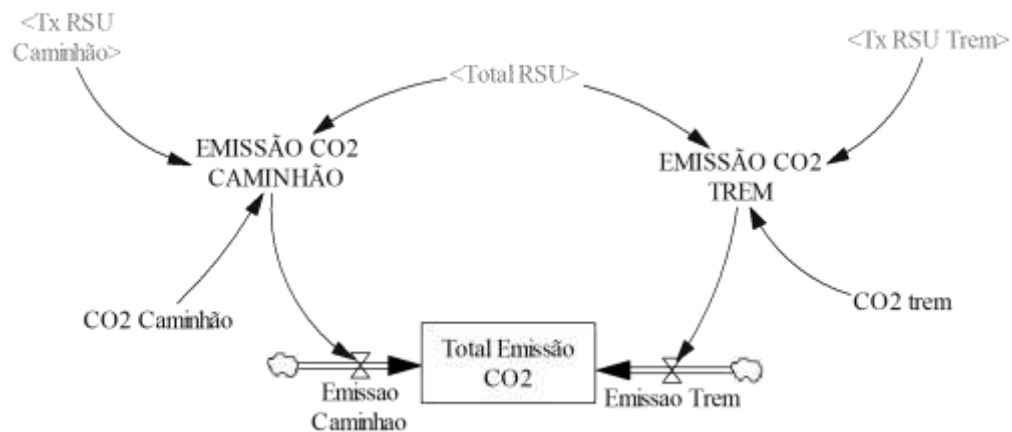 <Tx RSU
Caminhão>
<Total RSU>
<Tx RSU Trem>
EMISSÃO CO2
CAMINHÃO
EMISSÃO CO2
TREM
CO2 Caminhão
CO2 trem
Total Emissão
CO2
Emissao
Caminhao
Emissao Trem